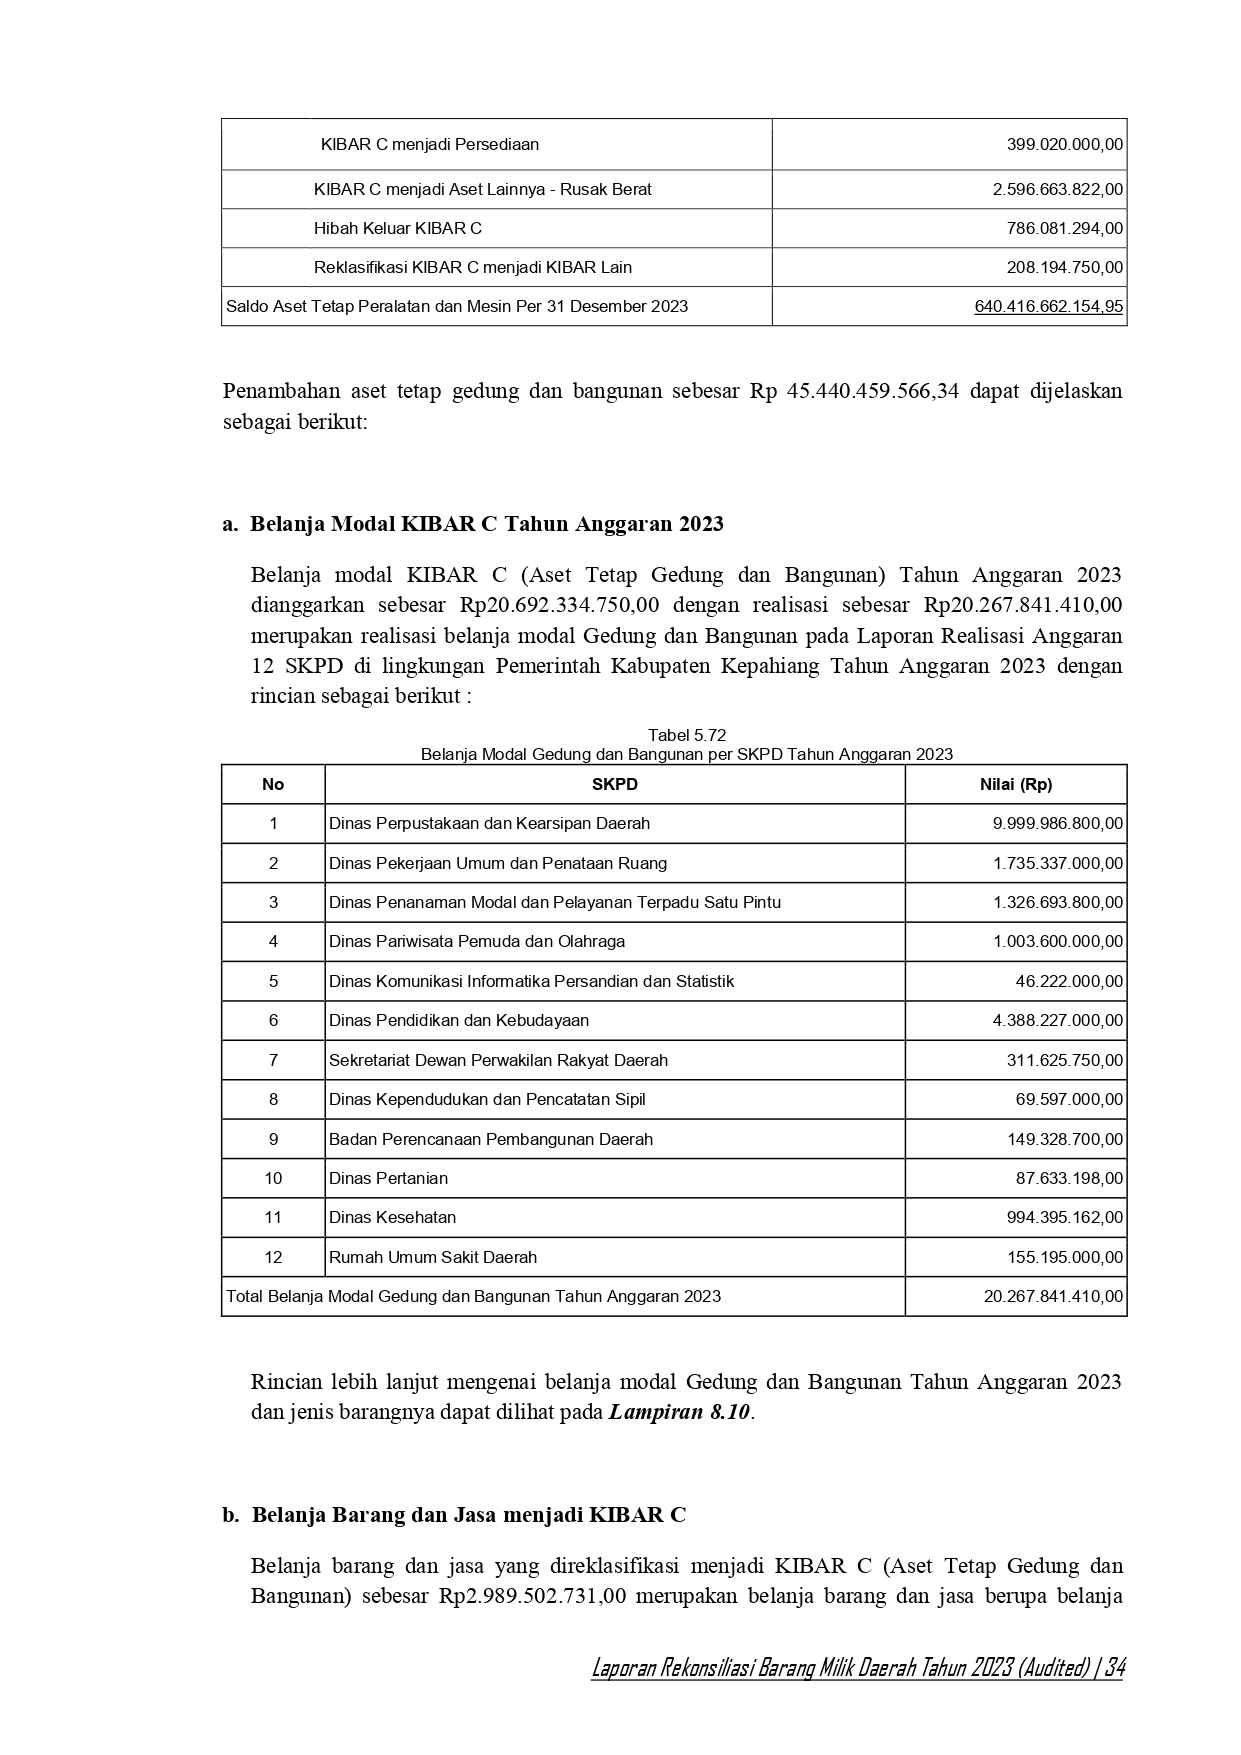 KIBAR C menjadi Persediaan 399.020.000,00
KIBAR C menjadi Aset Lainnya - Rusak Berat 2.596.663.822,00
Hibah Keluar KIBAR C 786.081.294,00
Reklasifikasi KIBAR C menjadi KIBAR Lain 208.194.750,00
Saldo Aset Tetap Peralatan dan Mesin Per 31 Desember 2023 640.416.662.154,95
Penambahan aset tetap gedung dan bangunan sebesar Rp 45.440.459.566,34 dapat dijelaskan
sebagai berikut:
a. Belanja Modal KIBAR C Tahun Anggaran 2023
Belanja modal KIBAR C (Aset Tetap Gedung dan Bangunan) Tahun Anggaran 2023
dianggarkan sebesar Rp20.692.334.750,00 dengan realisasi sebesar Rp20.267.841.410,00
merupakan realisasi belanja modal Gedung dan Bangunan pada Laporan Realisasi Anggaran
12 SKPD di lingkungan Pemerintah Kabupaten Kepahiang Tahun Anggaran 2023 dengan
rincian sebagai berikut :
Tabel 5.72
Belanja Modal Gedung dan Bangunan per SKPD Tahun Anggaran 2023
No SKPD Nilai (Rp)
1 Dinas Perpustakaan dan Kearsipan Daerah 9.999.986.800,00
2 Dinas Pekerjaan Umum dan Penataan Ruang 1.735.337.000,00
3 Dinas Penanaman Modal dan Pelayanan Terpadu Satu Pintu 1.326.693.800,00
4 Dinas Pariwisata Pemuda dan Olahraga 1.003.600.000,00
5 Dinas Komunikasi Informatika Persandian dan Statistik 46.222.000,00
6 Dinas Pendidikan dan Kebudayaan 4.388.227.000,00
7 Sekretariat Dewan Perwakilan Rakyat Daerah 311.625.750,00
8 Dinas Kependudukan dan Pencatatan Sipil 69.597.000,00
9 Badan Perencanaan Pembangunan Daerah 149.328.700,00
10 Dinas Pertanian 87.633.198,00
11 Dinas Kesehatan 994.395.162,00
12 Rumah Umum Sakit Daerah 155.195.000,00
Total Belanja Modal Gedung dan Bangunan Tahun Anggaran 2023 20.267.841.410,00
Rincian lebih lanjut mengenai belanja modal Gedung dan Bangunan Tahun Anggaran 2023
dan jenis barangnya dapat dilihat pada Lampiran 8.10.
b. Belanja Barang dan Jasa menjadi KIBAR C
Belanja barang dan jasa yang direklasifikasi menjadi KIBAR C (Aset Tetap Gedung dan
Bangunan) sebesar Rp2.989.502.731,00 merupakan belanja barang dan jasa berupa belanja
Laporan Rekonsiliasi Barang Milik Daerah Tahun 2023 (Audited) | 34